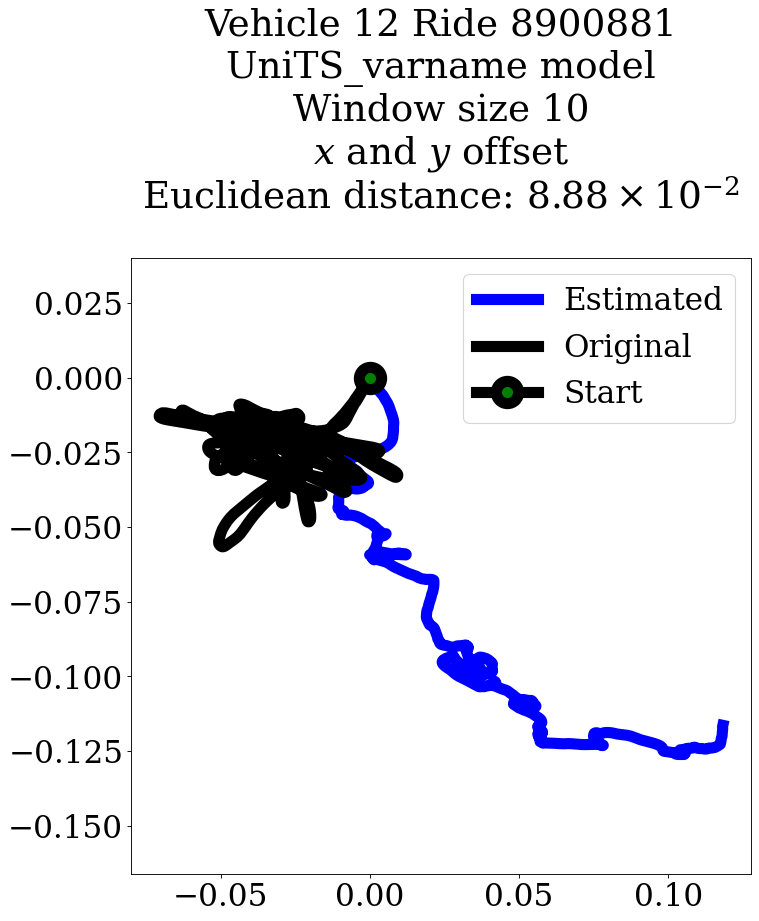 Vehicle 12 Ride 8900881
UniTS_varname model
Window size 10
x and y offset
Euclidean distance: 8.88 × 10⁻²
Estimated
Original
Start
0.025
0.000
−0.025
−0.050
−0.075
−0.100
−0.125
−0.150
−0.05
0.00
0.05
0.10